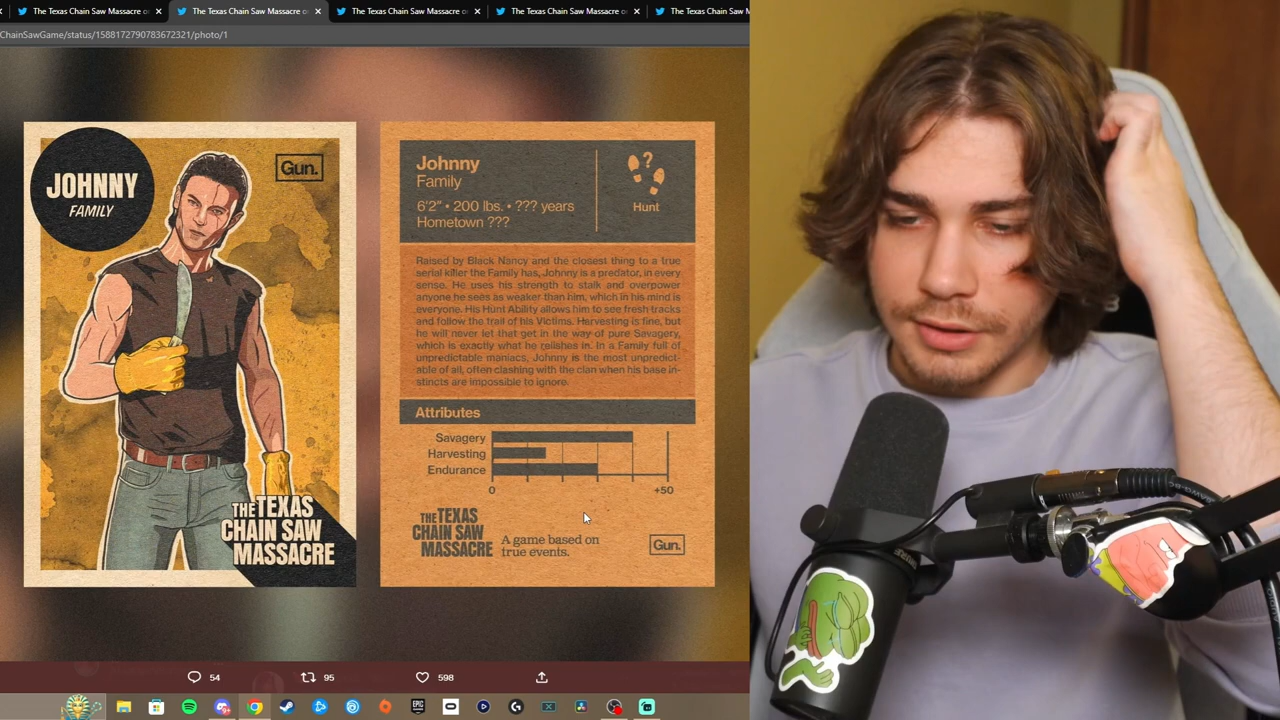 The Texas Chain Saw Massacre o
The Texas Chain Saw Massacre o
The Texas Chain Saw Massacre o
The Texas Chain Saw M
ChainSawGame/status/1588172790783672321/photo/1
JOHNNY
FAMILY
Gun.
THE TEXAS
CHAIN SAW
MASSACRE
Johnny
Family
6'2" • 200 lbs. • ??? years
Hometown ???
?
Hunt
Raised by Black Nancy and the closest thing to a true
serial killer the Family has, Johnny is a predator, in every
sense. He uses his strength to stalk and overpower
anyone he sees as weaker than him, which in his mind is
everyone. His Hunt Ability allows him to see fresh tracks
and follow the trail of his Victims. Harvesting is fine, but
he will never let that get in the way of pure Savagery,
which is exactly what he relishes in. In a Family full of
unpredictable maniacs, Johnny is the most unpredict-
able of all, often clashing with the clan when his base in-
stincts are impossible to ignore.
Attributes
Savagery
Harvesting
Endurance
0 +50
THE TEXAS
CHAIN SAW
MASSACRE
A game based on
true events.
Gun.
54 95 598
EPIC